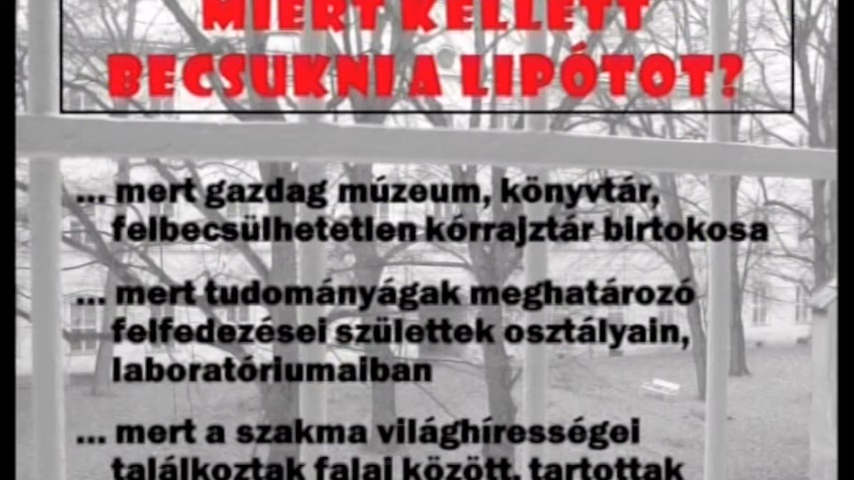 MIÉRT KELLETT
BECSUKNI A LIPÓTOT?
... mert gazdag múzeum, könyvtár,
felbecsülhetetlen kórrajztár birtokosa
... mert tudományágak meghatározó
felfedezései születtek osztályain,
laboratóriumaiban
... mert a szakma világhírességei
találkoztak falai között, tartottak